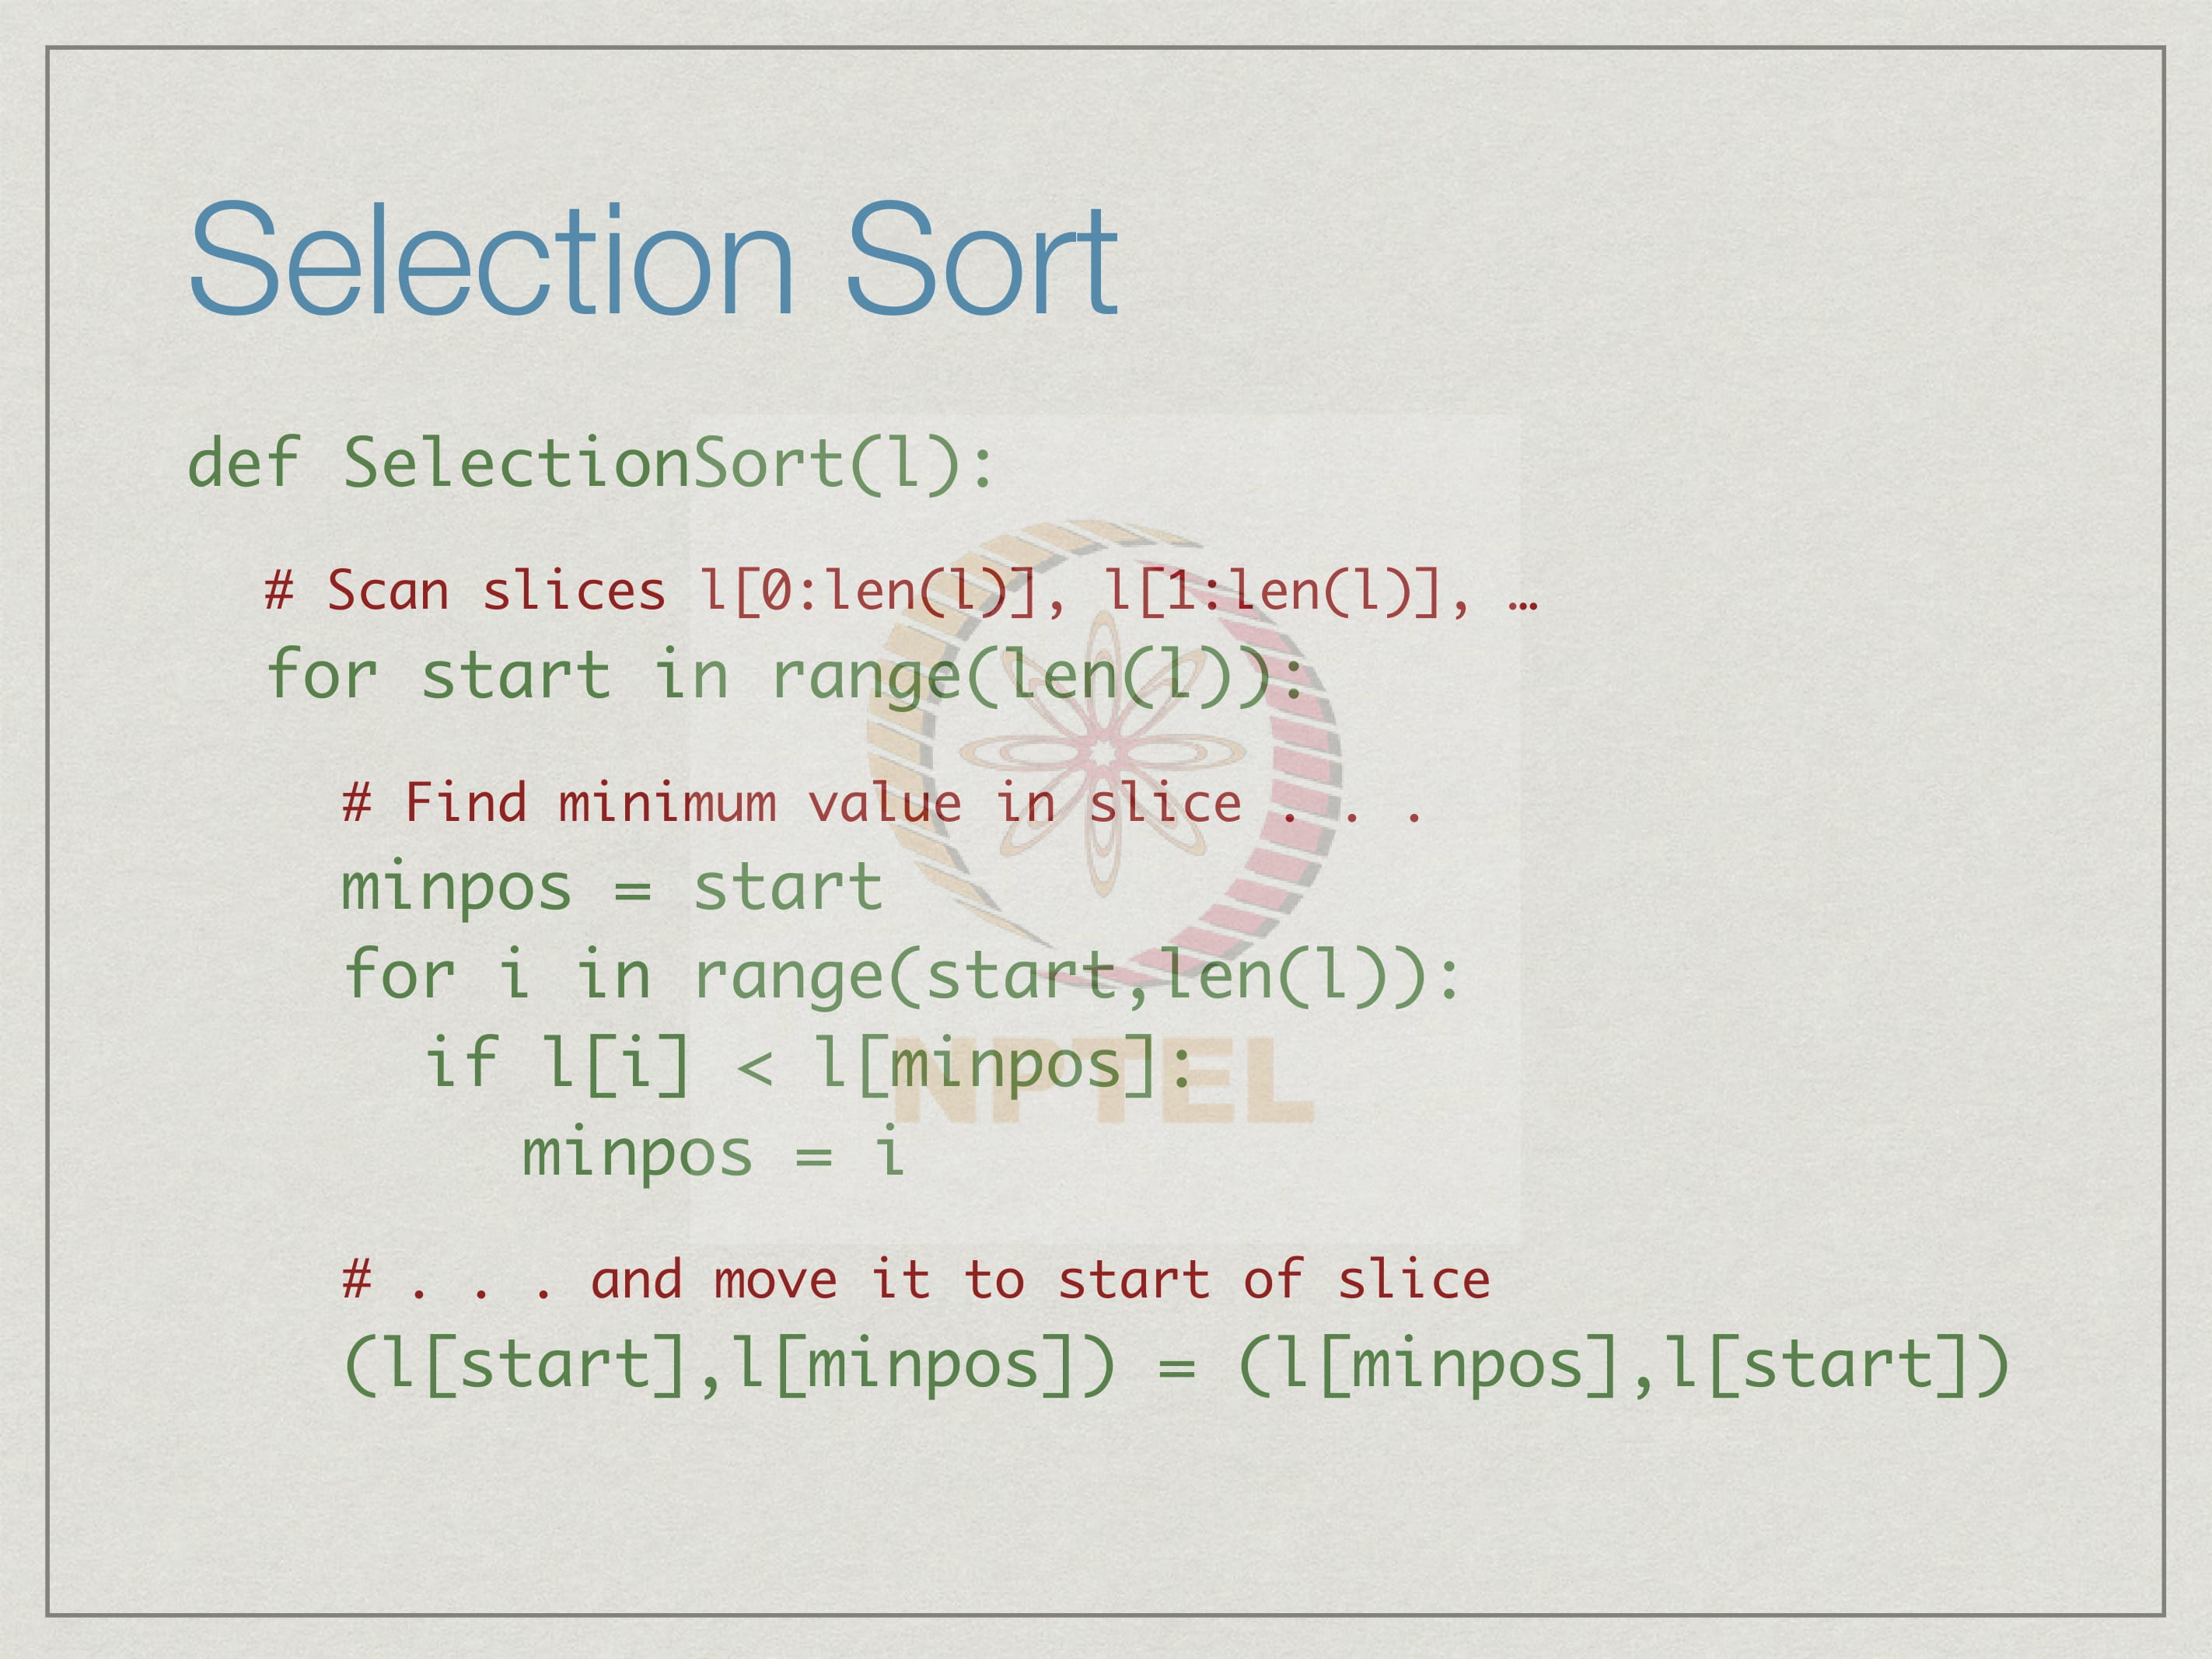 Selection Sort
def SelectionSort(l):
# Scan slices l[0:len(l)], l[1:len(l)], …
for start in range(len(l)):
# Find minimum value in slice . . .
minpos = start
for i in range(start,len(l)):
if l[i] < l[minpos]:
minpos = i
NPTEL
# . . . and move it to start of slice
(l[start],l[minpos]) = (l[minpos],l[start])